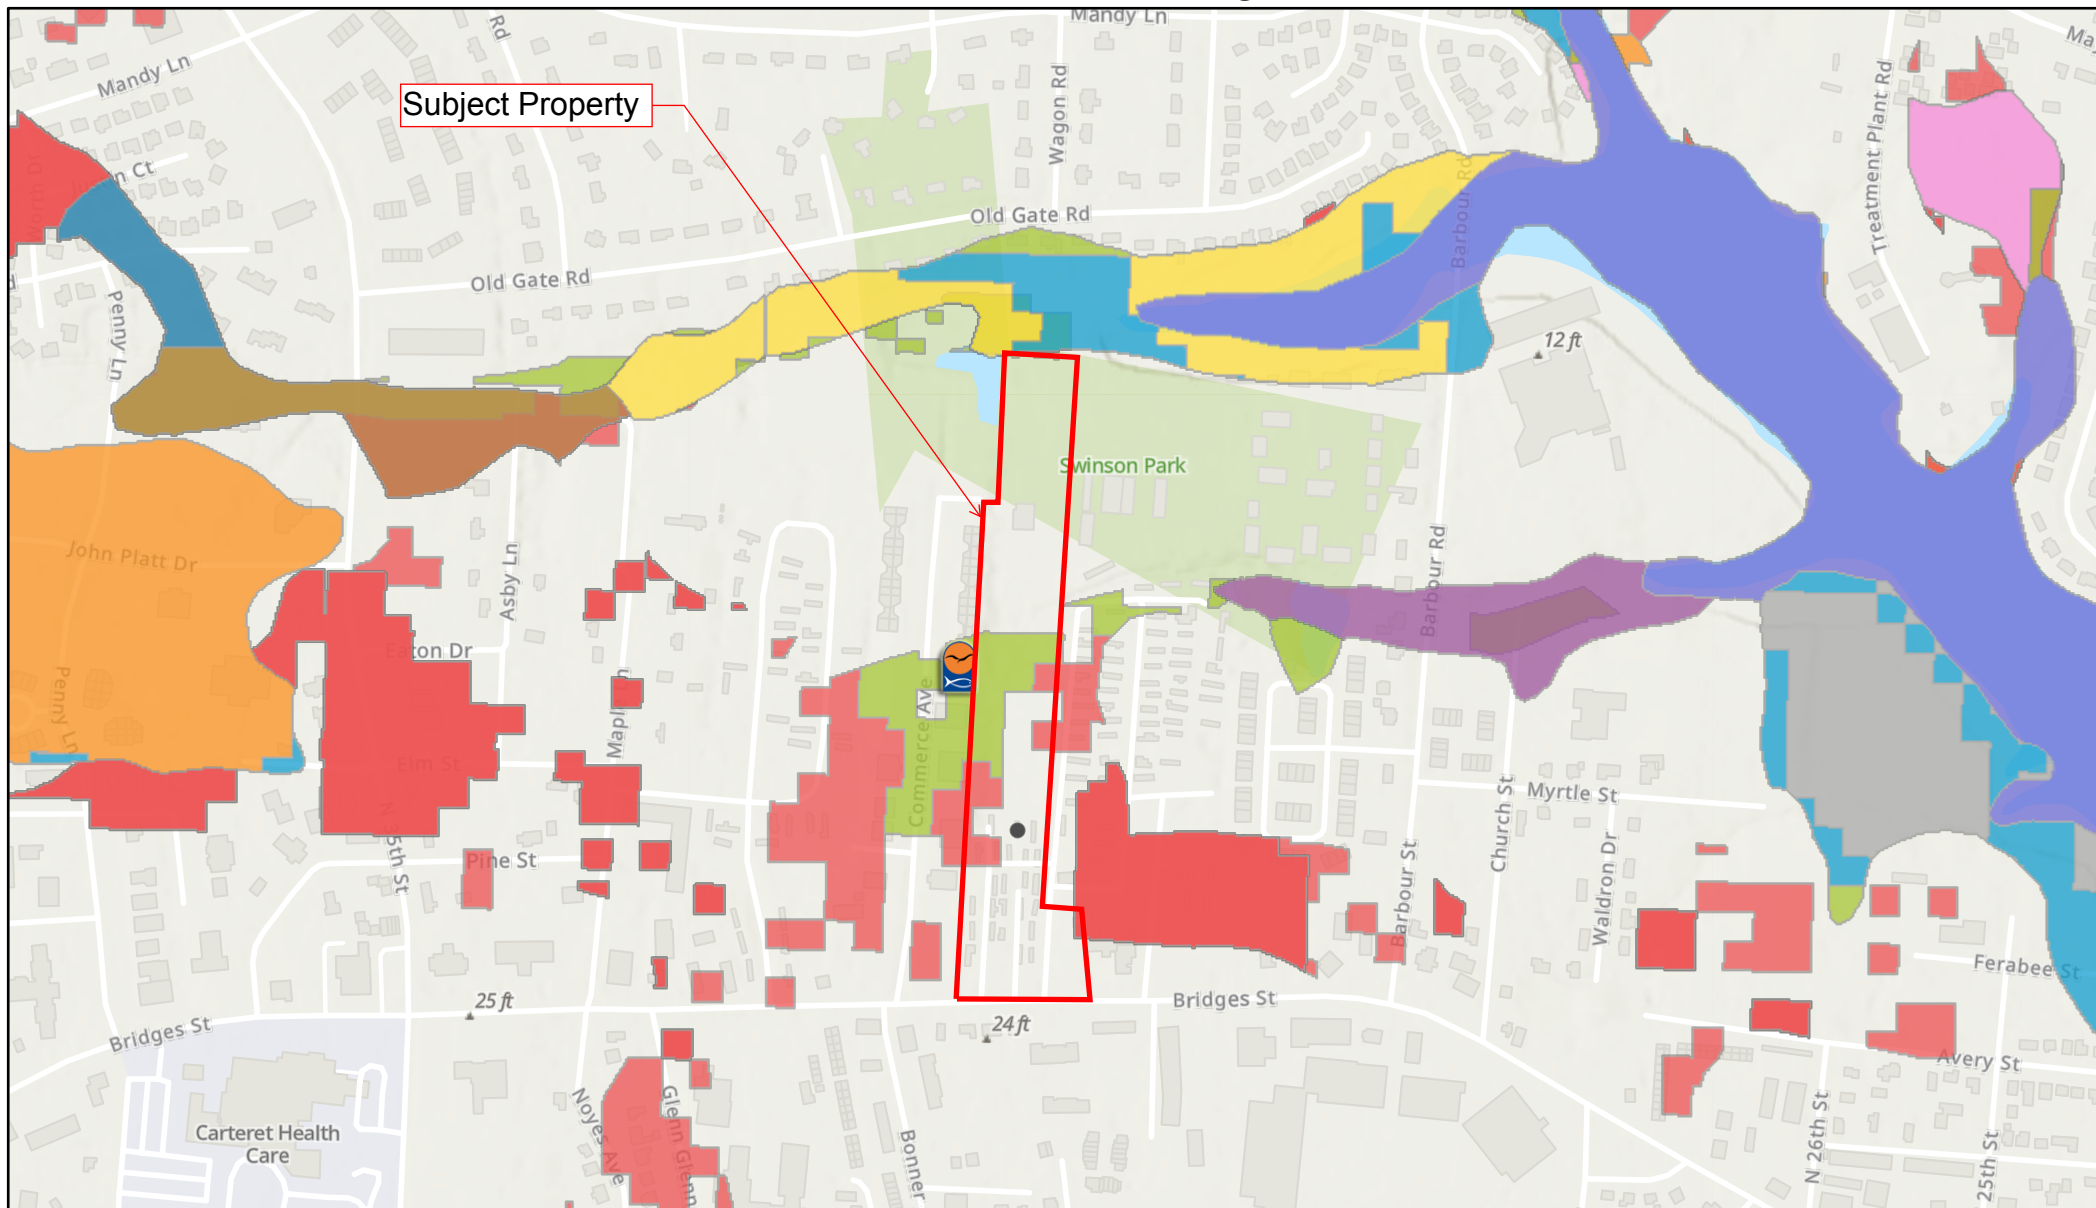 Mandy Ln
Rd
Mandy Ln
Subject Property
Wagon Rd
Treatment Plant Rd
Ct
Old Gate Rd
Barbour Rd
Old Gate Rd
Penny Ln
12 ft
Swinson Park
John Platt Dr
Asby Ln
Barbour Rd
Eaton Dr
Penny Ln
Commerce Ave
Elm St
Church St
Myrtle St
N 35th St
Pine St
Barbour St
Waldron Dr
Ferabee St
25 ft
Bridges St
24 ft
Bridges St
Avery St
Noyes Ave
Glenn
Glenn
Carteret Health
Care
Bonner
N 26th St
25th St